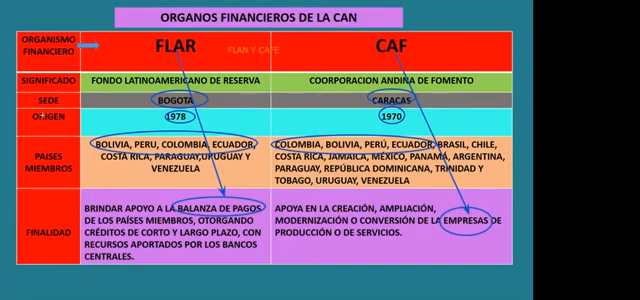 ORGANOS FINANCIEROS DE LA CAN
ORGANISMO
FINANCIERO
FLAR
FLAN Y CAFE
CAF
SIGNIFICADO
FONDO LATINOAMERICANO DE RESERVA
COORPORACION ANDINA DE FOMENTO
SEDE
BOGOTA
CARACAS
ORIGEN
1978
1970
PAISES
MIEMBROS
BOLIVIA, PERU, COLOMBIA, ECUADOR,
COSTA RICA, PARAGUAY,URUGUAY Y
VENEZUELA
COLOMBIA, BOLIVIA, PERÚ, ECUADOR, BRASIL, CHILE,
COSTA RICA, JAMAICA, MÉXICO, PANAMÁ, ARGENTINA,
PARAGUAY, REPÚBLICA DOMINICANA, TRINIDAD Y
TOBAGO, URUGUAY, VENEZUELA
FINALIDAD
BRINDAR APOYO A LA BALANZA DE PAGOS
DE LOS PAÍSES MIEMBROS, OTORGANDO
CRÉDITOS DE CORTO Y LARGO PLAZO, CON
RECURSOS APORTADOS POR LOS BANCOS
CENTRALES.
APOYA EN LA CREACIÓN, AMPLIACIÓN,
MODERNIZACIÓN O CONVERSIÓN DE LA EMPRESAS DE
PRODUCCIÓN O DE SERVICIOS.